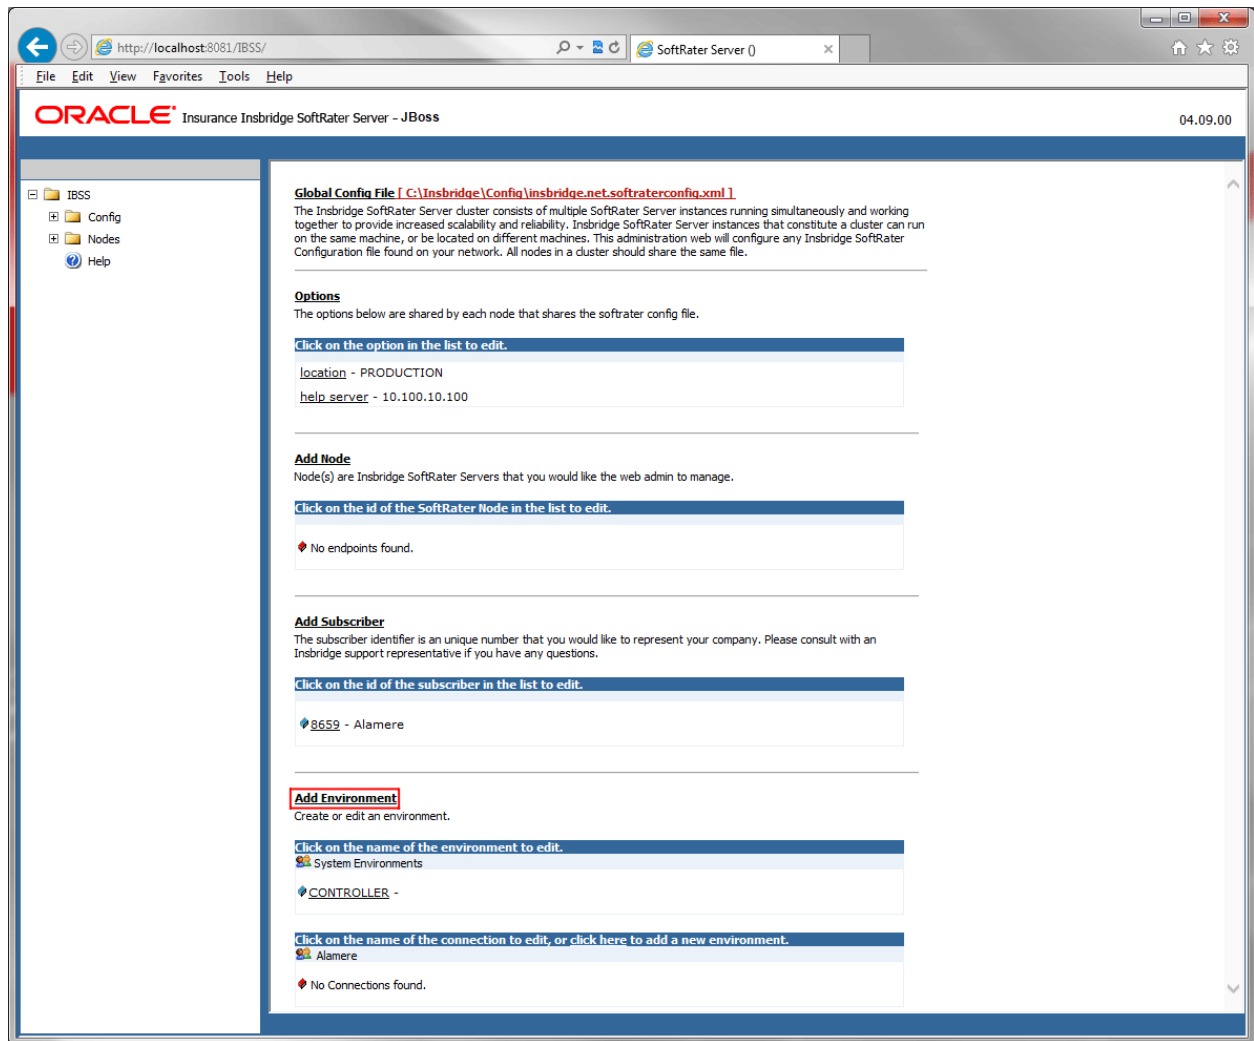 http://localhost:8081/IBSS/
SoftRater Server ()
File Edit View Favorites Tools Help
ORACLE Insurance Insbridge SoftRater Server - JBoss
04.09.00
IBSS
Config
Nodes
Help
Global Config File [ C:\Insbridge\Config\insbridge.net.softraterconfig.xml ]
The Insbridge SoftRater Server cluster consists of multiple SoftRater Server instances running simultaneously and working
together to provide increased scalability and reliability. Insbridge SoftRater Server instances that constitute a cluster can run
on the same machine, or be located on different machines. This administration web will configure any Insbridge SoftRater
Configuration file found on your network. All nodes in a cluster should share the same file.
Options
The options below are shared by each node that shares the softrater config file.
Click on the option in the list to edit.
location - PRODUCTION
help server - 10.100.10.100
Add Node
Node(s) are Insbridge SoftRater Servers that you would like the web admin to manage.
Click on the id of the SoftRater Node in the list to edit.
No endpoints found.
Add Subscriber
The subscriber identifier is an unique number that you would like to represent your company. Please consult with an
Insbridge support representative if you have any questions.
Click on the id of the subscriber in the list to edit.
8659 - Alamere
Add Environment
Create or edit an environment.
Click on the name of the environment to edit.
System Environments
CONTROLLER -
Click on the name of the connection to edit, or click here to add a new environment.
Alamere
No Connections found.